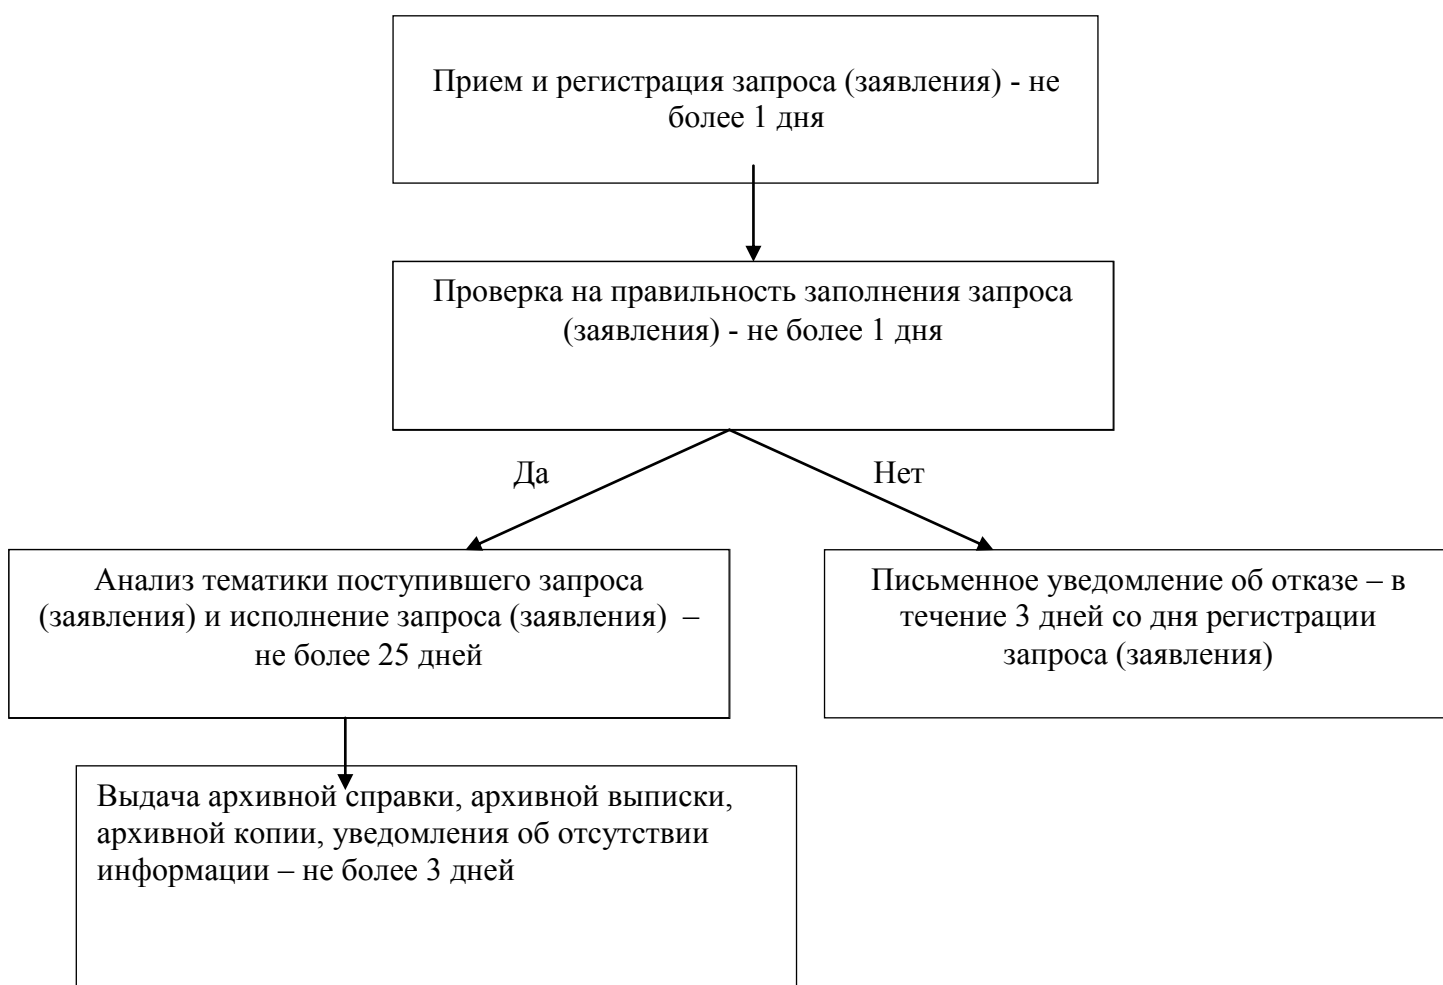 Прием и регистрация запроса (заявления) - не
более 1 дня
Проверка на правильность заполнения запроса
(заявления) - не более 1 дня
Да
Нет
Анализ тематики поступившего запроса
(заявления) и исполнение запроса (заявления) –
не более 25 дней
Письменное уведомление об отказе – в
течение 3 дней со дня регистрации
запроса (заявления)
Выдача архивной справки, архивной выписки,
архивной копии, уведомления об отсутствии
информации – не более 3 дней